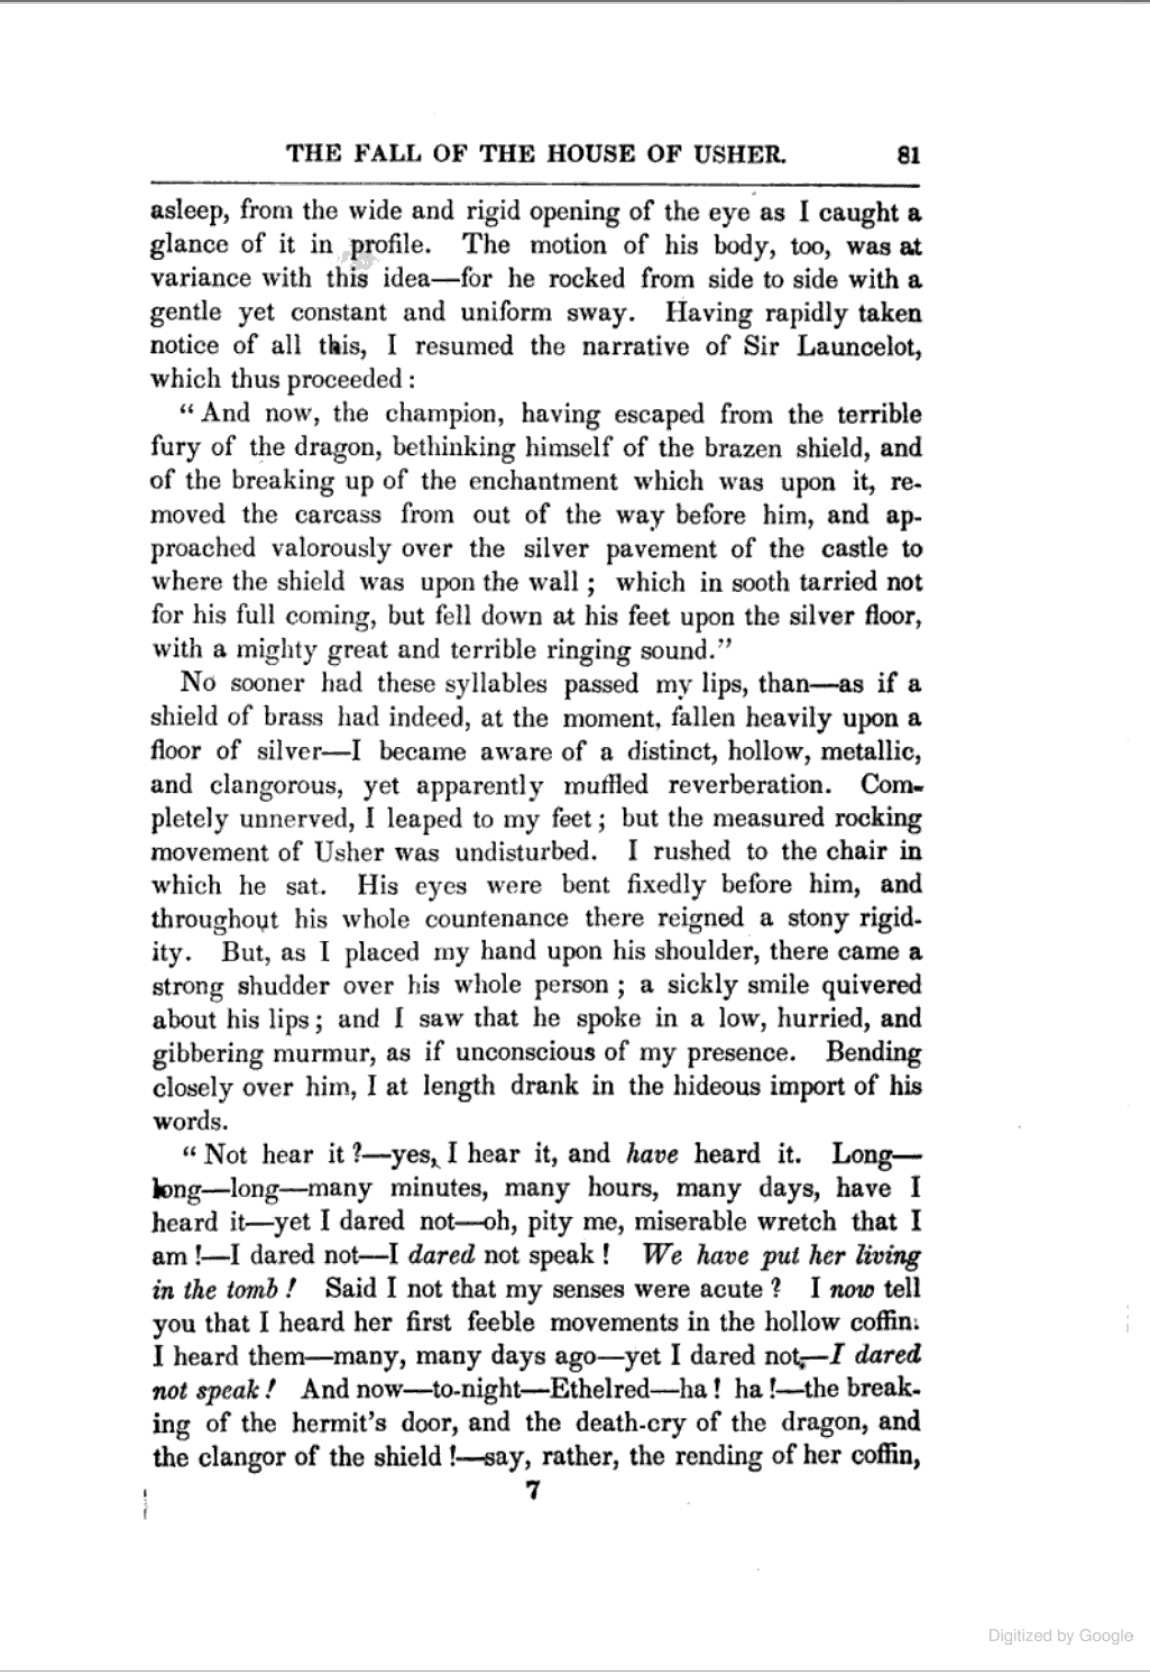 THE FALL OF THE HOUSE OF USHER. 81
asleep, from the wide and rigid opening of the eye as I caught a
glance of it in profile. The motion of his body, too, was at
variance with this idea—for he rocked from side to side with a
gentle yet constant and uniform sway. Having rapidly taken
notice of all this, I resumed the narrative of Sir Launcelot,
which thus proceeded :
“ And now, the champion, having escaped from the terrible
fury of the dragon, bethinking himself of the brazen shield, and
of the breaking up of the enchantment which was upon it, re-
moved the carcass from out of the way before him, and ap-
proached valorously over the silver pavement of the castle to
where the shield was upon the wall ; which in sooth tarried not
for his full coming, but fell down at his feet upon the silver floor,
with a mighty great and terrible ringing sound.”
No sooner had these syllables passed my lips, than—as if a
shield of brass had indeed, at the moment, fallen heavily upon a
floor of silver—I became aware of a distinct, hollow, metallic,
and clangorous, yet apparently muffled reverberation. Com-
pletely unnerved, I leaped to my feet ; but the measured rocking
movement of Usher was undisturbed. I rushed to the chair in
which he sat. His eyes were bent fixedly before him, and
throughout his whole countenance there reigned a stony rigid-
ity. But, as I placed my hand upon his shoulder, there came a
strong shudder over his whole person ; a sickly smile quivered
about his lips ; and I saw that he spoke in a low, hurried, and
gibbering murmur, as if unconscious of my presence. Bending
closely over him, I at length drank in the hideous import of his
words.
“ Not hear it ?—yes, I hear it, and have heard it. Long—
long—long—many minutes, many hours, many days, have I
heard it—yet I dared not—oh, pity me, miserable wretch that I
am !—I dared not—I dared not speak ! We have put her living
in the tomb ! Said I not that my senses were acute ? I now tell
you that I heard her first feeble movements in the hollow coffin.
I heard them—many, many days ago—yet I dared not—I dared
not speak ! And now—to-night—Ethelred—ha ! ha !—the break-
ing of the hermit’s door, and the death-cry of the dragon, and
the clangor of the shield !—say, rather, the rending of her coffin,
7
Digitized by Google